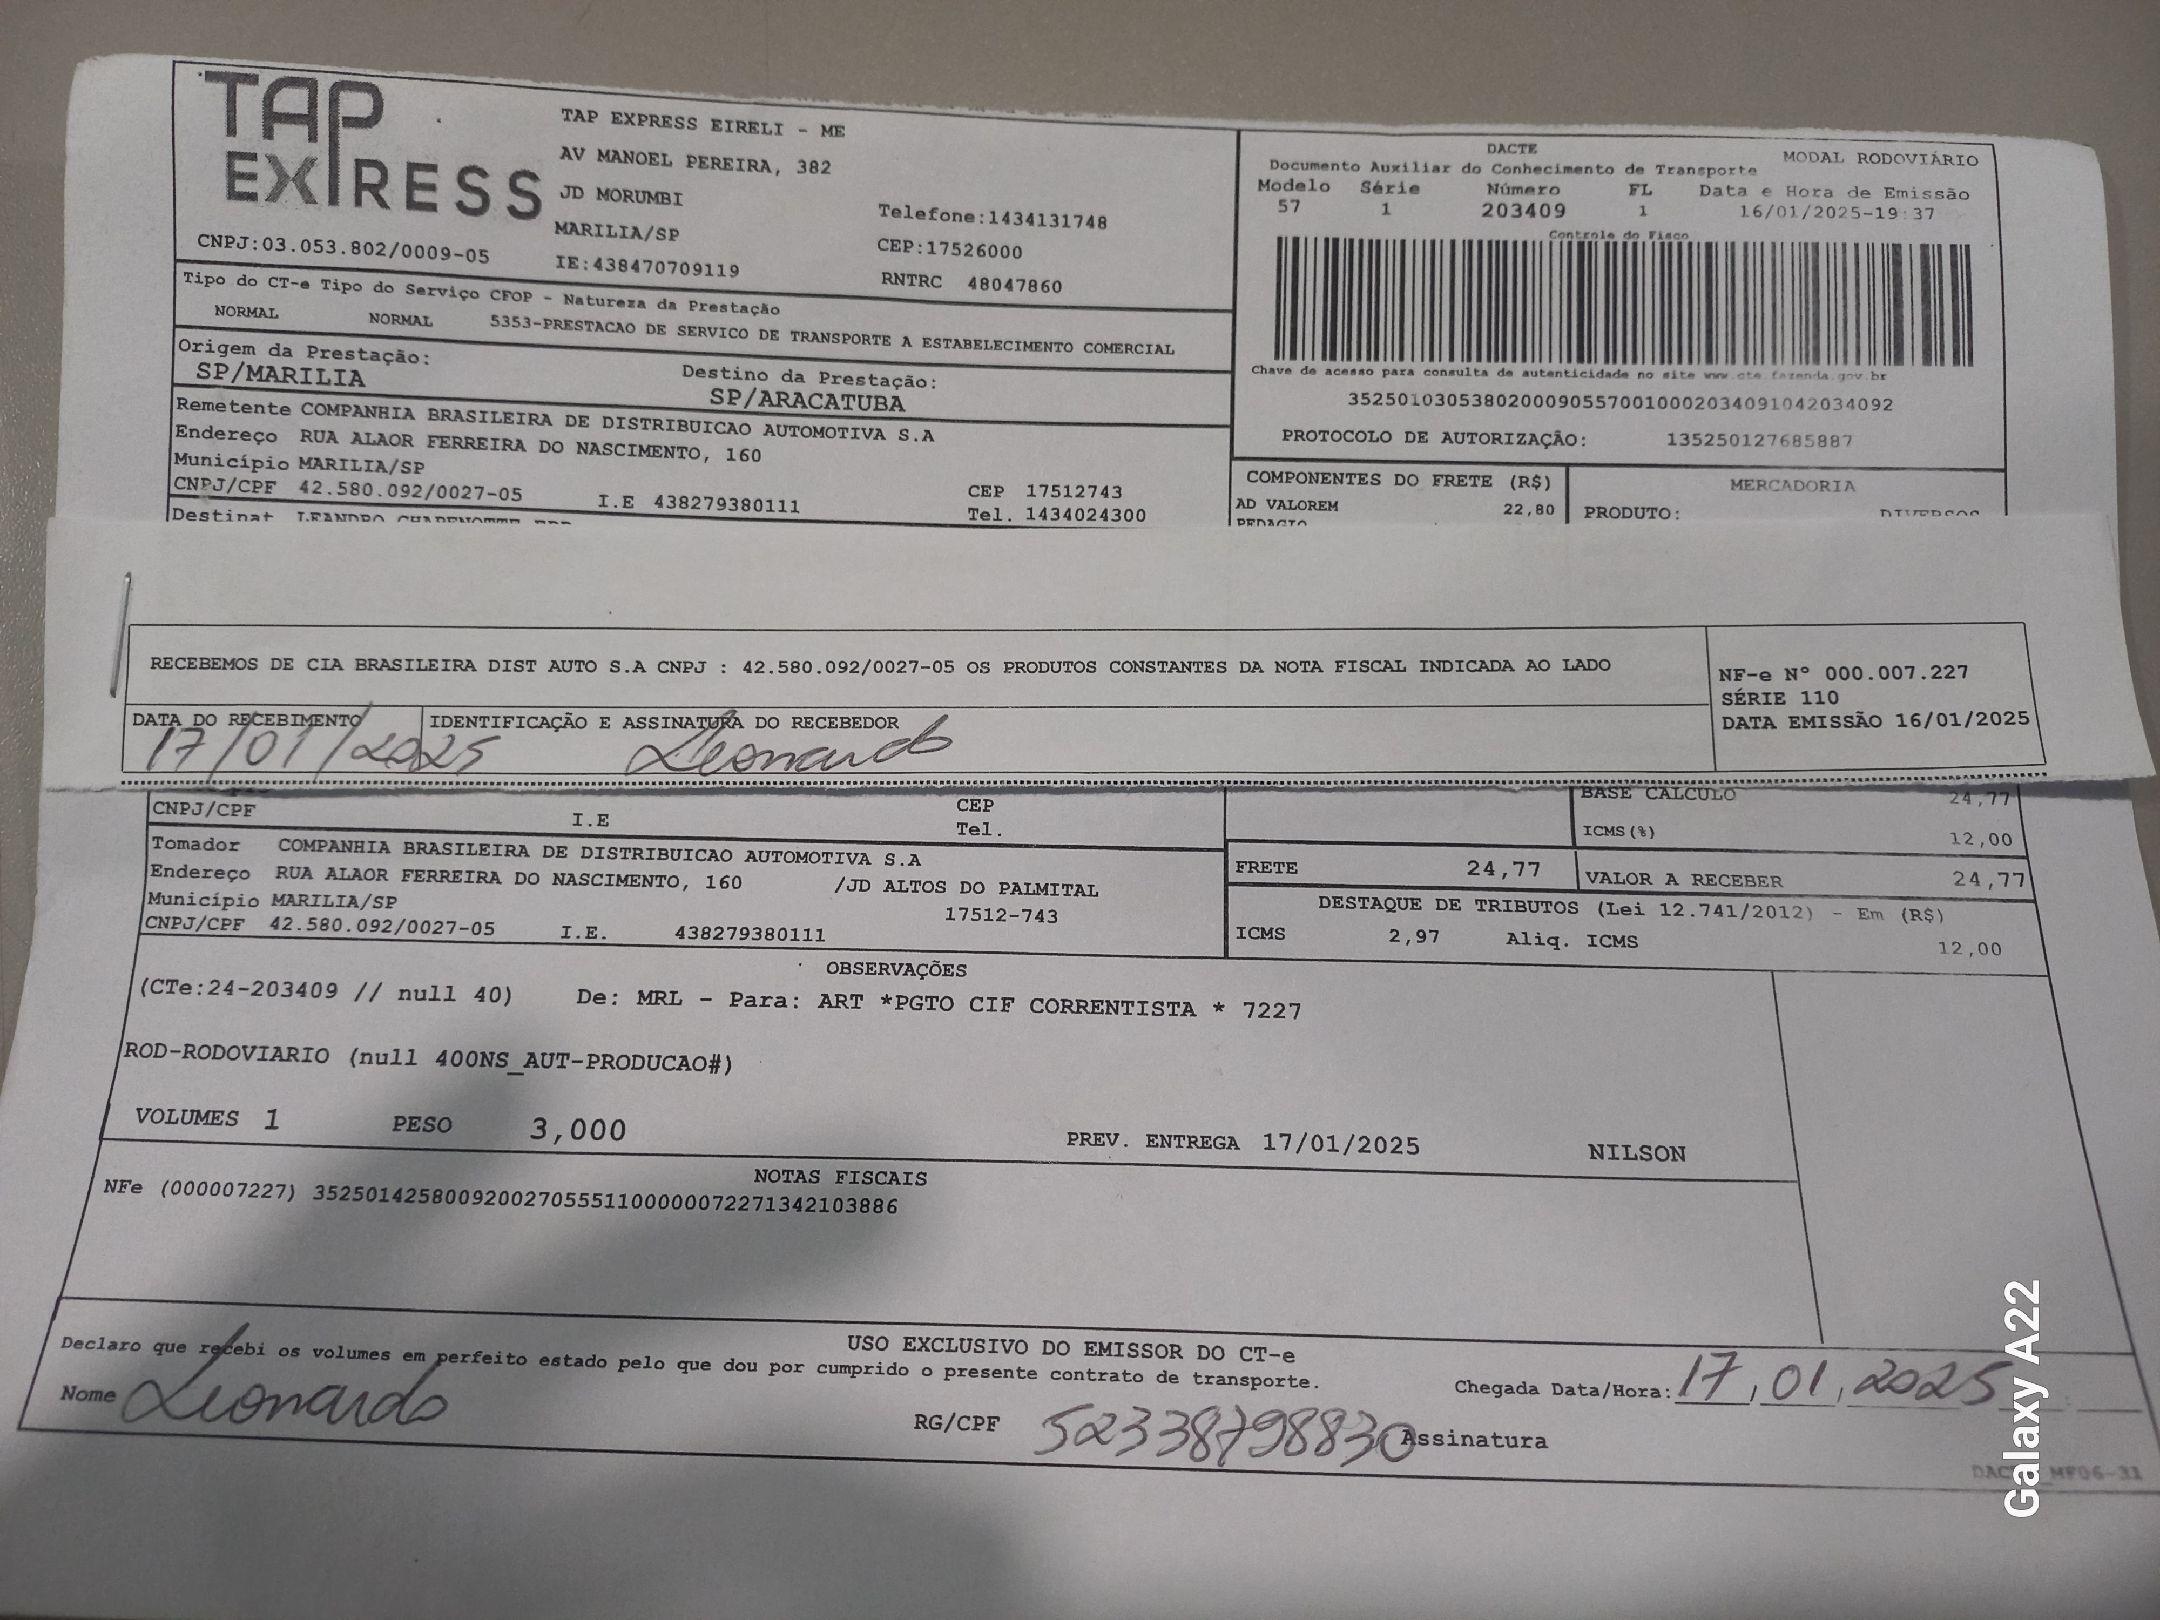 TAP
EXPRESS
CNPJ:03.053.802/0009-05
TAP EXPRESS EIRELI - ME
AV MANOEL PEREIRA, 382
JD MORUMBI
MARILIA/SP
IE:438470709119
Telefone:1434131748
CEP:17526000
RNTRC 48047860
DACTE
MODAL RODOVIÁRIO
Documento Auxiliar do Conhecimento de Transporte
Modelo Série Número FL Data e Hora de Emissão
57 1 203409 1 16/01/2025-19:37
Controle do Fisco
Chave de acesso para consulta de autenticidade no site www.cte.fazenda.gov.br
35250103053802000905570010002034091042034092
PROTOCOLO DE AUTORIZAÇÃO: 135250127685887
Tipo do CT-e Tipo do Serviço CFOP - Natureza da Prestação
NORMAL NORMAL 5353-PRESTACAO DE SERVICO DE TRANSPORTE A ESTABELECIMENTO COMERCIAL
Origem da Prestação:
SP/MARILIA
Destino da Prestação:
SP/ARACATUBA
Remetente COMPANHIA BRASILEIRA DE DISTRIBUICAO AUTOMOTIVA S.A
Endereço RUA ALAOR FERREIRA DO NASCIMENTO, 160
Município MARILIA/SP
CEP 17512743
CNPJ/CPF 42.580.092/0027-05 I.E 438279380111
Tel. 1434024300
Destinat LEANDRO
COMPONENTES DO FRETE (R$)
AD VALOREM 22,80
PEDAGIO
MERCADORIA
PRODUTO: DIVERSOS
RECEBEMOS DE CIA BRASILEIRA DIST AUTO S.A CNPJ : 42.580.092/0027-05 OS PRODUTOS CONSTANTES DA NOTA FISCAL INDICADA AO LADO
NF-e Nº 000.007.227
SÉRIE 110
DATA EMISSÃO 16/01/2025
DATA DO RECEBIMENTO
17/01/2025
IDENTIFICAÇÃO E ASSINATURA DO RECEBEDOR
Leonardo
CNPJ/CPF I.E CEP
Tel.
BASE CALCULO 24,77
ICMS(%) 12,00
Tomador COMPANHIA BRASILEIRA DE DISTRIBUICAO AUTOMOTIVA S.A
Endereço RUA ALAOR FERREIRA DO NASCIMENTO, 160 /JD ALTOS DO PALMITAL
Município MARILIA/SP 17512-743
CNPJ/CPF 42.580.092/0027-05 I.E. 438279380111
FRETE 24,77 VALOR A RECEBER 24,77
DESTAQUE DE TRIBUTOS (Lei 12.741/2012) - Em (R$)
ICMS 2,97 Aliq. ICMS 12,00
OBSERVAÇÕES
(CTe:24-203409 // null 40) De: MRL - Para: ART *PGTO CIF CORRENTISTA * 7227
ROD-RODOVIARIO (null 400NS_AUT-PRODUCAO#)
VOLUMES 1 PESO 3,000 PREV. ENTREGA 17/01/2025 NILSON
NOTAS FISCAIS
NFe (000007227) 35250142580092002705551100000072271342103886
USO EXCLUSIVO DO EMISSOR DO CT-e
Declaro que recebi os volumes em perfeito estado pelo que dou por cumprido o presente contrato de transporte.
Chegada Data/Hora: 17,01,2025 :
Nome Leonardo RG/CPF 52338798830 Assinatura
Galaxy A22